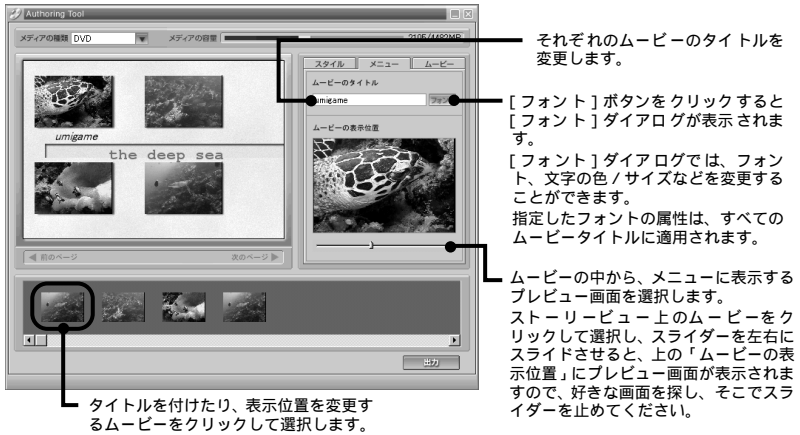 Authoring Tool
メディアの種類 DVD メディアの容量 2105/4482MB
スタイル メニュー ムービー
ムービーのタイトル
umigame フォント
ムービーの表示位置
umigame
the deep sea
前のページ 次のページ
出力
それぞれのムービーのタイトルを
変更します。
[フォント]ボタンをクリックすると
[フォント]ダイアログが表示されま
す。
[フォント]ダイアログでは、フォン
ト、文字の色/サイズなどを変更する
ことができます。
指定したフォントの属性は、すべての
ムービータイトルに適用されます。
ムービーの中から、メニューに表示する
プレビュー画面を選択します。
ストーリービュー上のムービーをク
リックして選択し、スライダーを左右に
スライドさせると、上の「ムービーの表
示位置」にプレビュー画面が表示されま
すので、好きな画面を探し、そこでスラ
イダーを止めてください。
タイトルを付けたり、表示位置を変更す
るムービーをクリックして選択します。